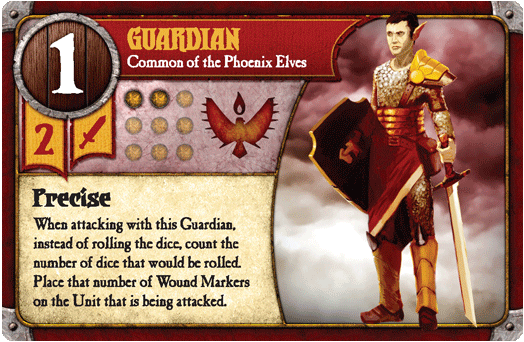 1
GUARDIAN
Common of the Phoenix Elves
2
Precise
When attacking with this Guardian,
instead of rolling the dice, count the
number of dice that would be rolled.
Place that number of Wound Markers
on the Unit that is being attacked.